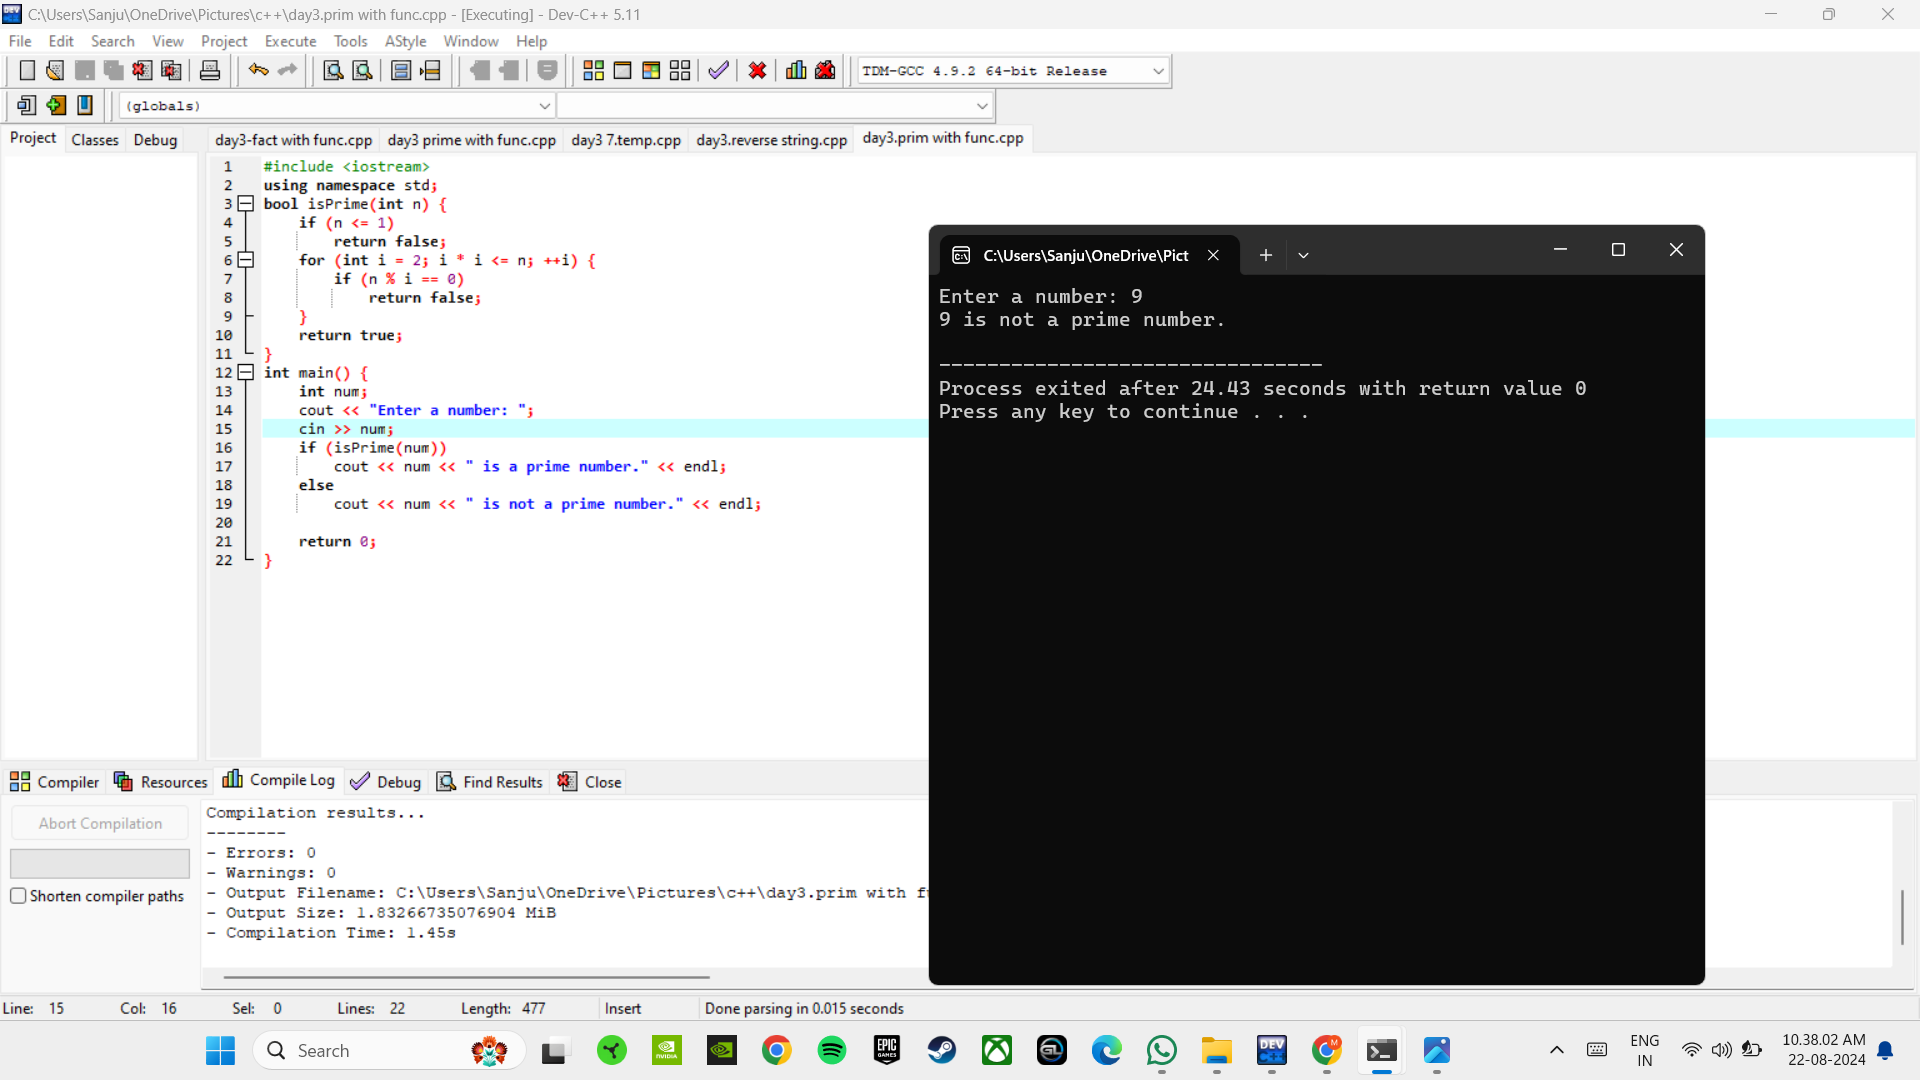 C:\Users\Sanju\OneDrive\Pictures\c++\day3.prim with func.cpp - [Executing] - Dev-C++ 5.11
File Edit Search View Project Execute Tools AStyle Window Help
TDM-GCC 4.9.2 64-bit Release
(globals)
Project Classes Debug
day3-fact with func.cpp day3 prime with func.cpp day3 7.temp.cpp day3.reverse string.cpp day3.prim with func.cpp
1 #include <iostream>
2 using namespace std;
3 bool isPrime(int n) {
4 if (n <= 1)
5 return false;
6 for (int i = 2; i * i <= n; ++i) {
7 if (n % i == 0)
8 return false;
9 }
10 return true;
11 }
12 int main() {
13 int num;
14 cout << "Enter a number: ";
15 cin >> num;
16 if (isPrime(num))
17 cout << num << " is a prime number." << endl;
18 else
19 cout << num << " is not a prime number." << endl;
20
21 return 0;
22 }
C:\Users\Sanju\OneDrive\Pict
Enter a number: 9
9 is not a prime number.
--------------------------------
Process exited after 24.43 seconds with return value 0
Press any key to continue . . .
Compiler Resources Compile Log Debug Find Results Close
Abort Compilation
Shorten compiler paths
Compilation results...
--------
- Errors: 0
- Warnings: 0
- Output Filename: C:\Users\Sanju\OneDrive\Pictures\c++\day3.prim with
- Output Size: 1.83266735076904 MiB
- Compilation Time: 1.45s
Line: 15 Col: 16 Sel: 0 Lines: 22 Length: 477 Insert Done parsing in 0.015 seconds
Search
NVIDIA
EPIC GAMES
DEV C++
M
ENG
IN
10.38.02 AM
22-08-2024